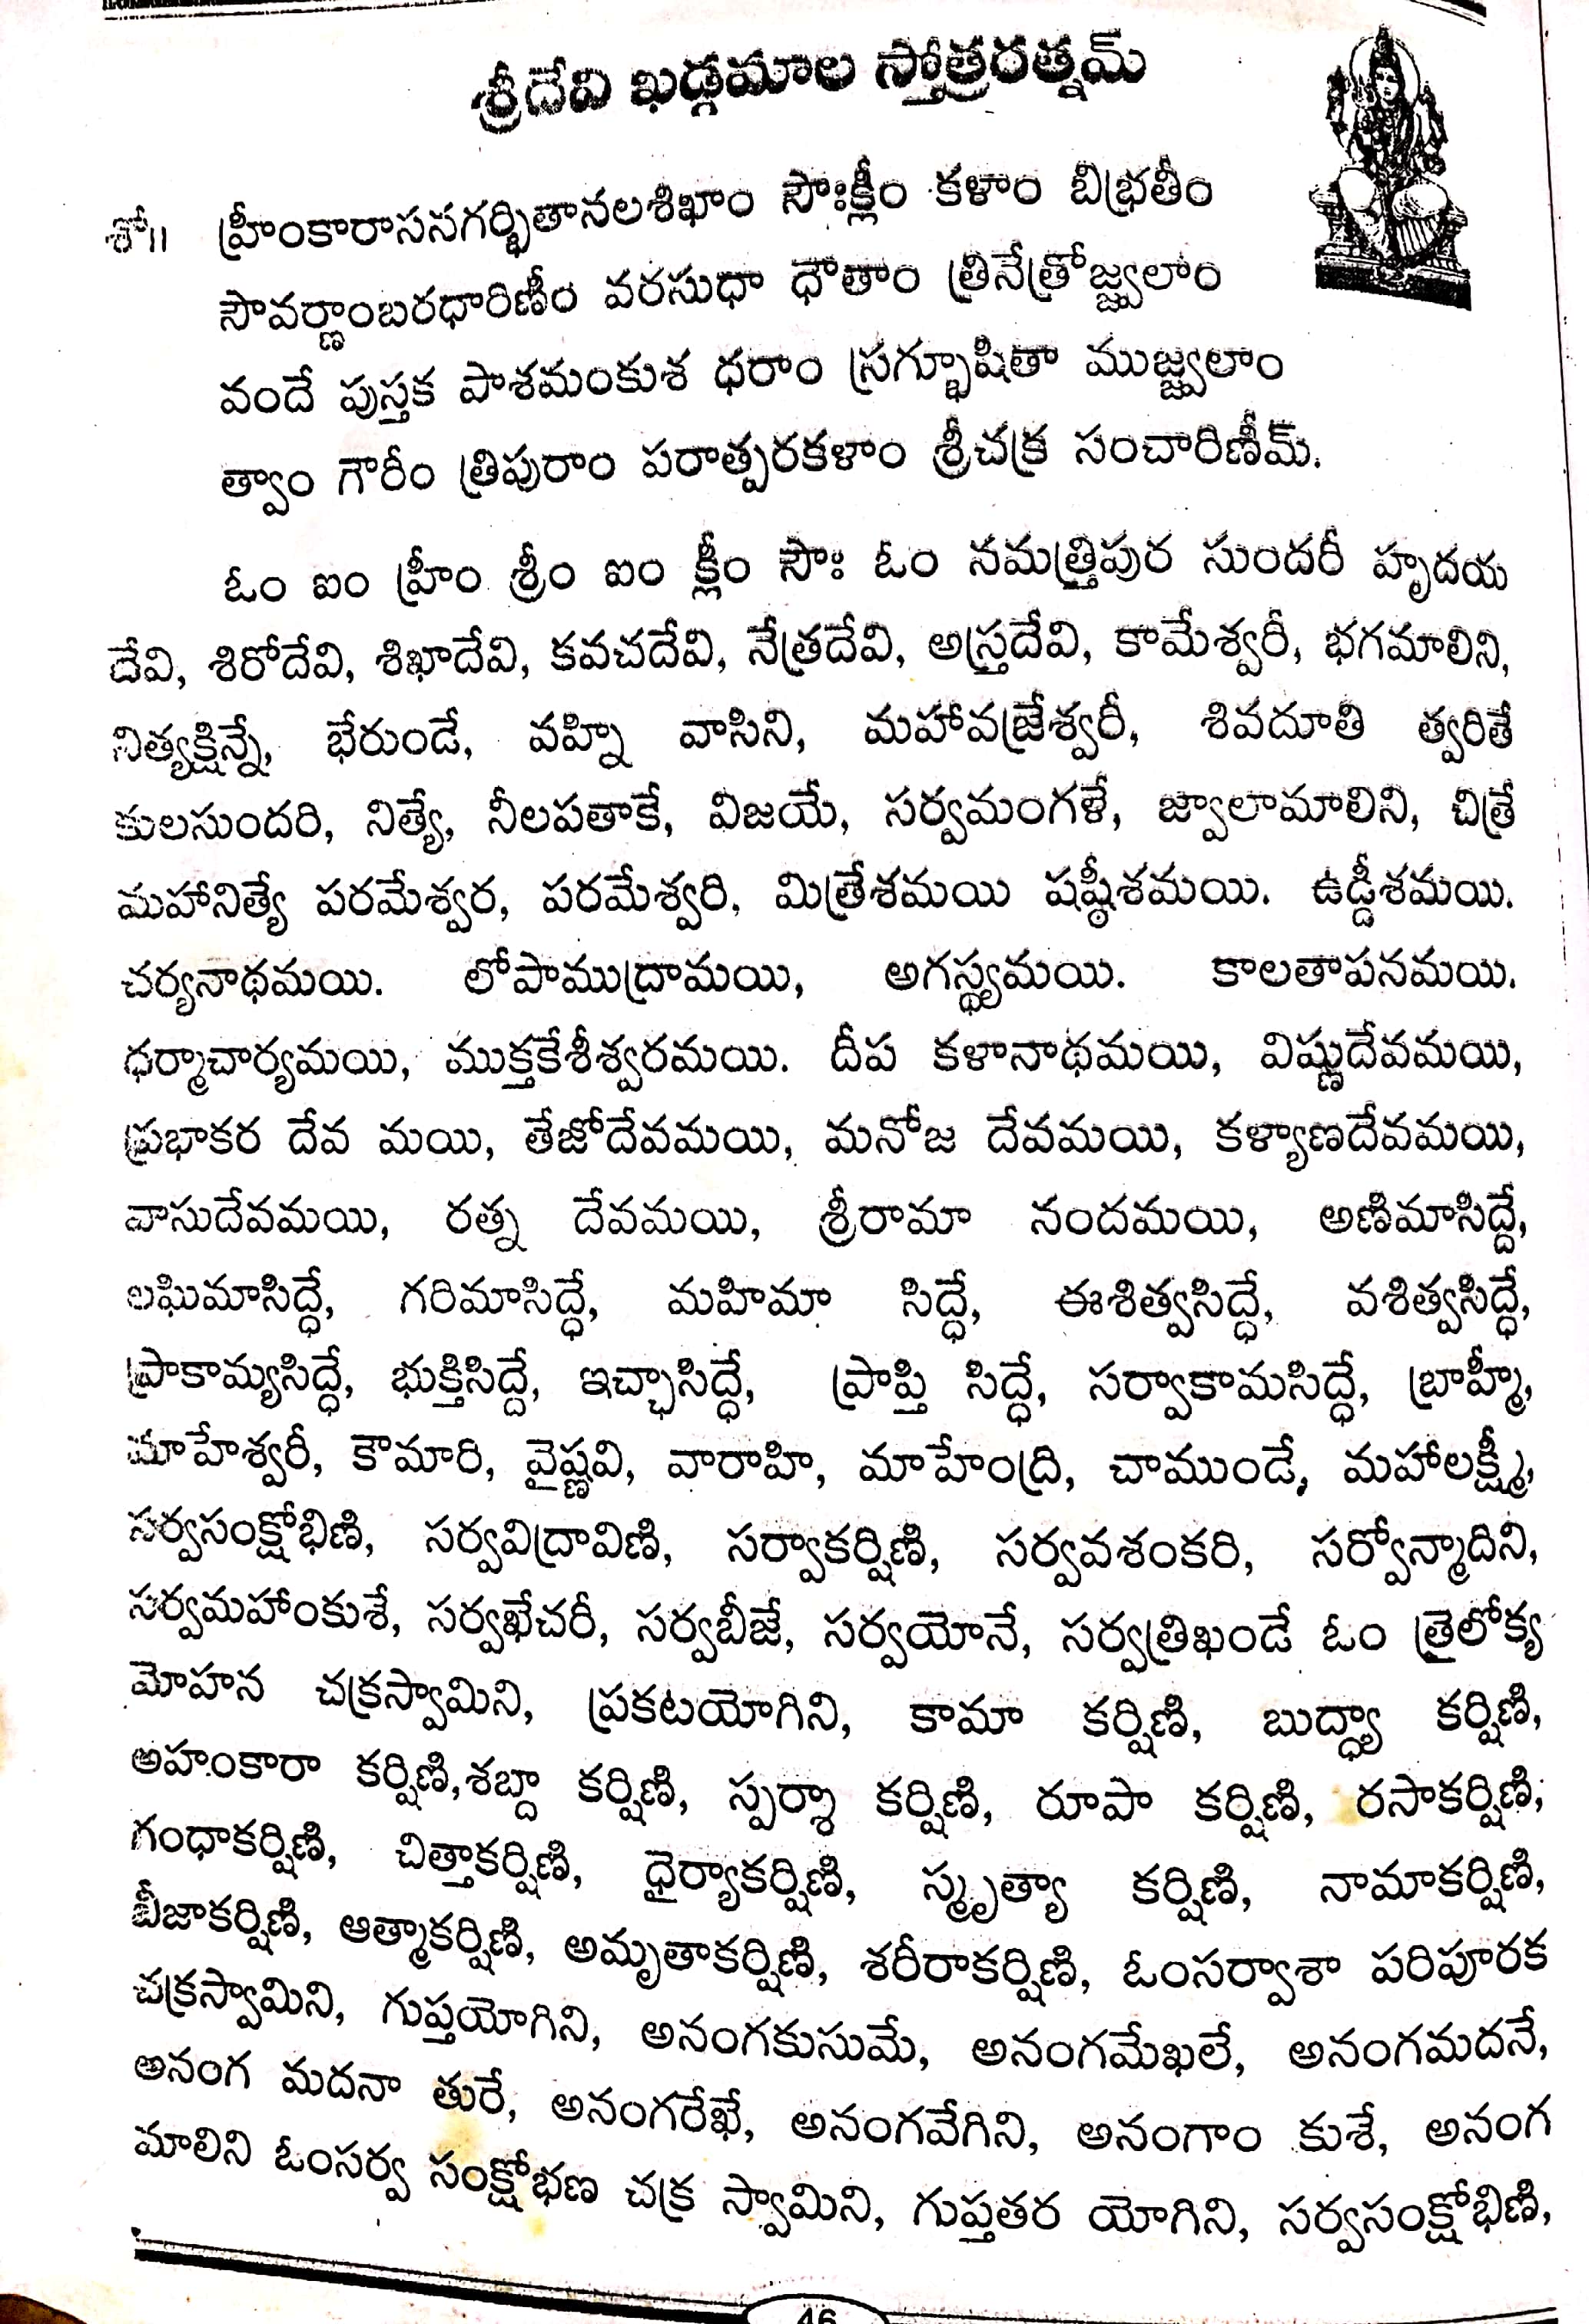 శ్రీదేవి ఖడ్గమాల స్తోత్రరత్నమ్
శ్లో॥ హ్రీంకారాససగర్భితానలశిఖాం సౌఃక్లీం కళాం బిభ్రతీం
సౌవర్ణాంబరధారిణీం వరసుధా ధౌతాం త్రినేత్రోజ్జ్వలాం
వందే పుస్తక పాశమంకుశ ధరాం స్రగ్భూషితా ముజ్జ్వలాం
త్వాం గౌరీం త్రిపురాం పరాత్పరకళాం శ్రీచక్ర సంచారిణీమ్.
ఓం ఐం హ్రీం శ్రీం ఐం క్లీం సౌః ఓం నమత్త్రిపుర సుందరీ హృదయ
దేవి, శిరోదేవి, శిఖాదేవి, కవచదేవి, నేత్రదేవి, అస్త్రదేవి, కామేశ్వరీ, భగమాలిని,
నిత్యక్షిన్నే, భేరుండే, వహ్ని వాసిని, మహావజ్రేశ్వరీ, శివదూతి త్వరితే
కులసుందరి, నిత్యే, నీలపతాకే, విజయే, సర్వమంగళే, జ్వాలామాలిని, చిత్రే
మహానిత్యే పరమేశ్వర, పరమేశ్వరి, మిత్రేశమయి షష్ఠీశమయి. ఉడ్డీశమయి.
చర్యనాథమయి. లోపాముద్రామయి, అగస్త్యమయి. కాలతాపనమయి.
ధర్మాచార్యమయి, ముక్తకేశీశ్వరమయి. దీప కళానాథమయి, విష్ణుదేవమయి,
ప్రభాకర దేవ మయి, తేజోదేవమయి, మనోజ దేవమయి, కళ్యాణదేవమయి,
వాసుదేవమయి, రత్న దేవమయి, శ్రీరామా నందమయి, అణిమాసిద్దే,
లఘిమాసిద్ధే, గరిమాసిద్ధే, మహిమా సిద్ధే, ఈశిత్వసిద్ధే, వశిత్వసిద్ధే,
ప్రాకామ్యసిద్ధే, భుక్తిసిద్దే, ఇచ్ఛాసిద్ధే, ప్రాప్తి సిద్ధే, సర్వాకామసిద్ధే, బ్రాహ్మీ,
మాహేశ్వరీ, కౌమారి, వైష్ణవి, వారాహి, మాహేంద్రి, చాముండే, మహాలక్ష్మీ,
సర్వసంక్షోభిణి, సర్వవిద్రావిణి, సర్వాకర్షిణి, సర్వవశంకరి, సర్వోన్మాదిని,
సర్వమహాంకుశే, సర్వఖేచరీ, సర్వబీజే, సర్వయోనే, సర్వత్రిఖండే ఓం త్రైలోక్య
మోహన చక్రస్వామిని, ప్రకటయోగిని, కామా కర్షిణి, బుద్ధ్యా కర్షిణి,
అహంకారా కర్షిణి,శబ్దా కర్షిణి, స్పర్శా కర్షిణి, రూపా కర్షిణి, రసాకర్షిణి,
గంధాకర్షిణి, చిత్తాకర్షిణి, ధైర్యాకర్షిణి, స్మృత్యా కర్షిణి, నామాకర్షిణి,
బీజాకర్షిణి, ఆత్మాకర్షిణి, అమృతాకర్షిణి, శరీరాకర్షిణి, ఓంసర్వాశా పరిపూరక
చక్రస్వామిని, గుప్తయోగిని, అనంగకుసుమే, అనంగమేఖలే, అనంగమదనే,
అనంగ మదనా తురే, అనంగరేఖే, అనంగవేగిని, అనంగాం కుశే, అనంగ
మాలిని ఓంసర్వ సంక్షోభణ చక్ర స్వామిని, గుప్తతర యోగిని, సర్వసంక్షోభిణి,
46